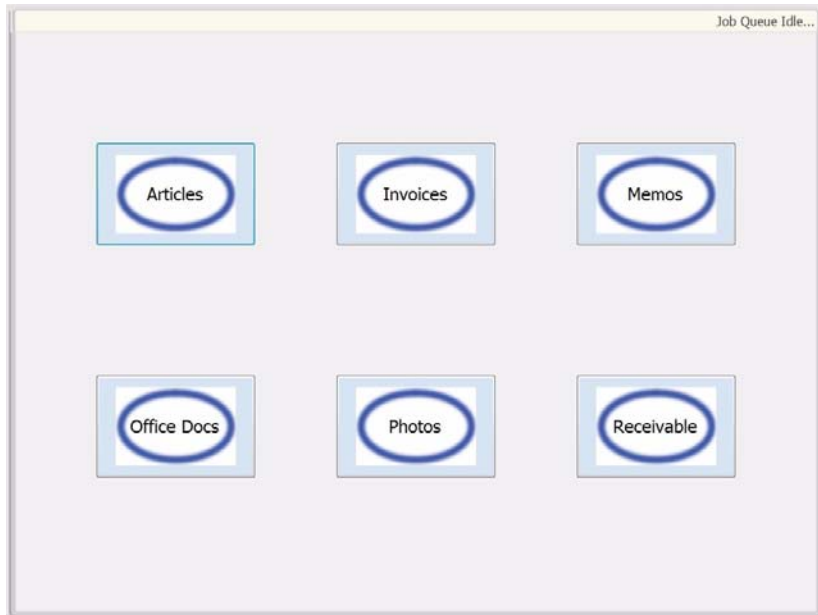 Job Queue Idle...
Articles
Invoices
Memos
Office Docs
Photos
Receivable